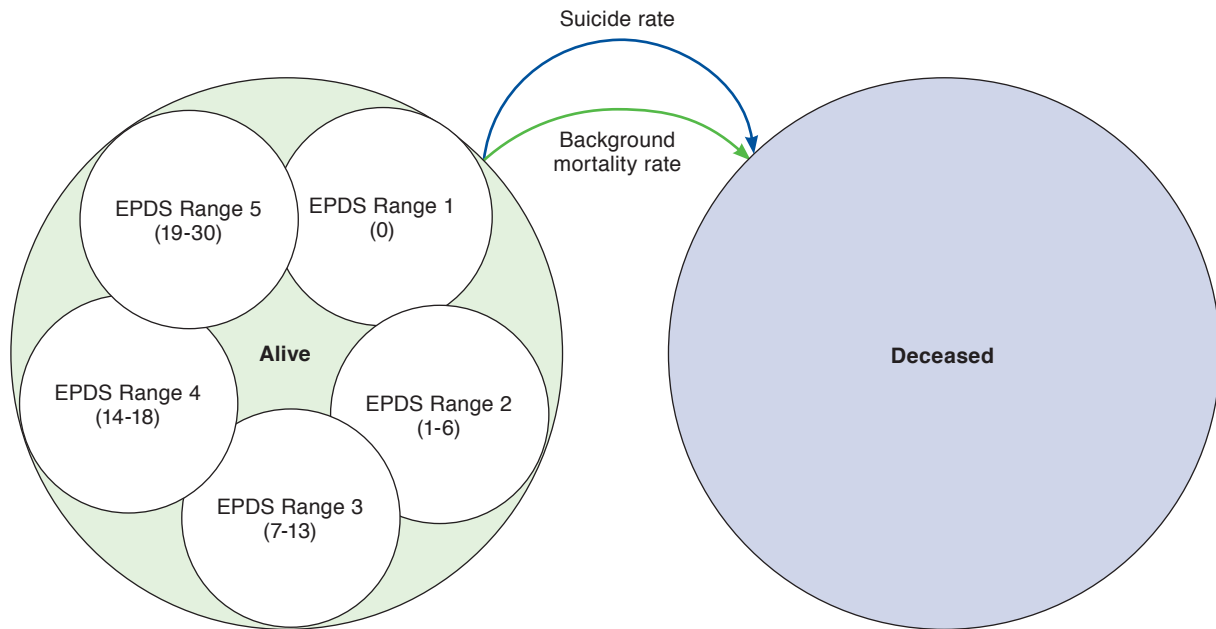 Suicide rate
Background
mortality rate
EPDS Range 5
(19-30)
EPDS Range 1
(0)
Alive
EPDS Range 4
(14-18)
EPDS Range 2
(1-6)
EPDS Range 3
(7-13)
Deceased